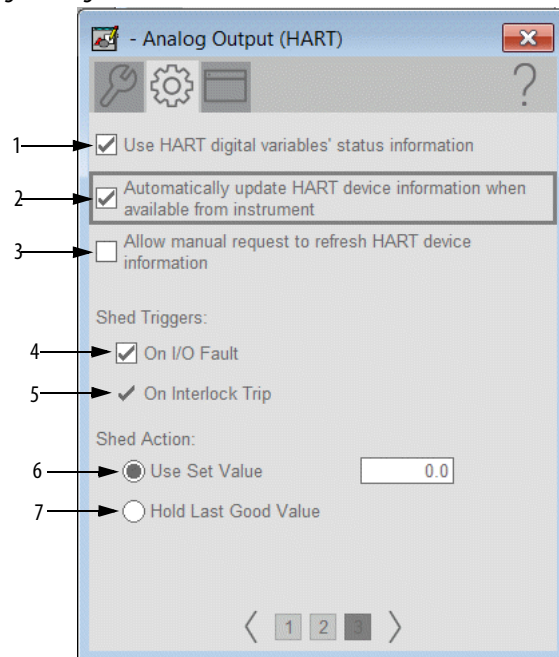 - Analog Output (HART)
?
1
Use HART digital variables' status information
2
Automatically update HART device information when
available from instrument
3
Allow manual request to refresh HART device
information
Shed Triggers:
4
On I/O Fault
5
On Interlock Trip
Shed Action:
6
Use Set Value 0.0
7
Hold Last Good Value
1 2 3